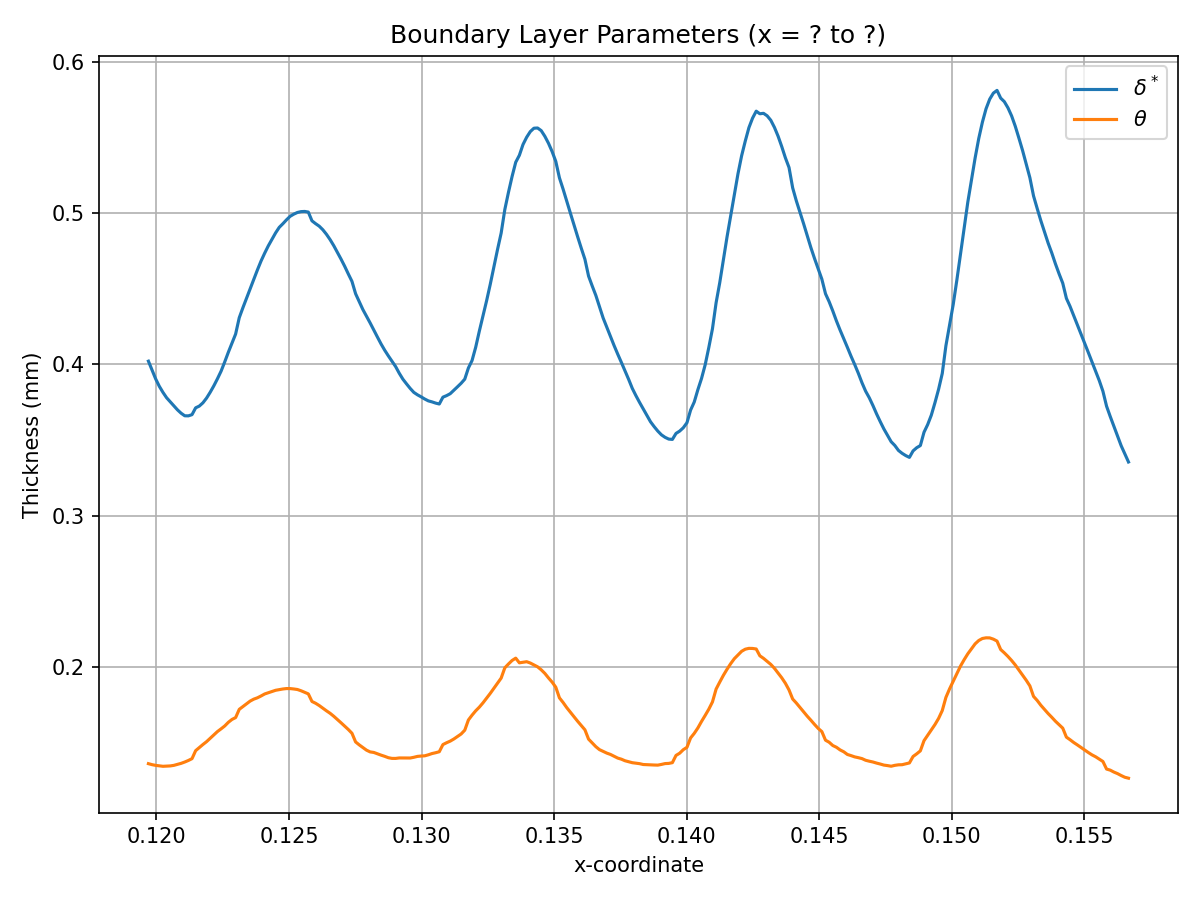 Boundary Layer Parameters (x = ? to ?)
δ*
θ
Thickness (mm)
0.6
0.5
0.4
0.3
0.2
0.120 0.125 0.130 0.135 0.140 0.145 0.150 0.155
x-coordinate